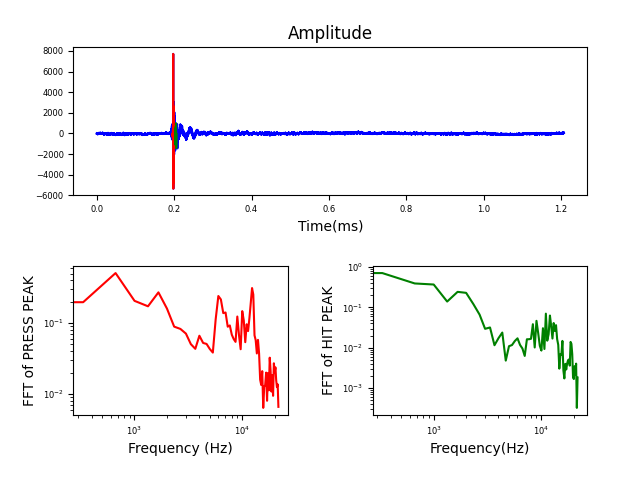 Amplitude
8000
6000
4000
2000
0
−2000
−4000
−6000
0.0 0.2 0.4 0.6 0.8 1.0 1.2
Time(ms)
FFT of PRESS PEAK
10⁻¹
10⁻²
10³ 10⁴
Frequency (Hz)
FFT of HIT PEAK
10⁰
10⁻¹
10⁻²
10⁻³
10³ 10⁴
Frequency(Hz)